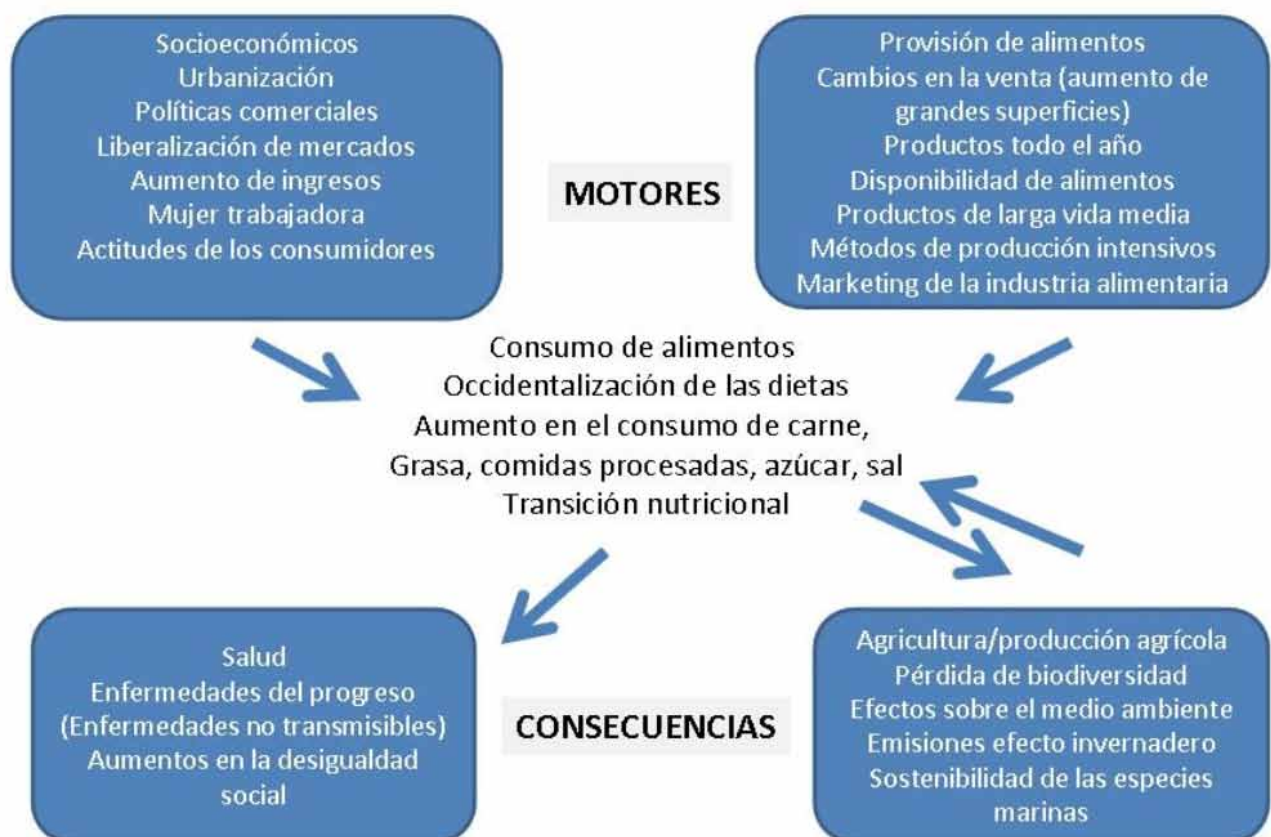 Socioeconómicos
Urbanización
Políticas comerciales
Liberalización de mercados
Aumento de ingresos
Mujer trabajadora
Actitudes de los consumidores
MOTORES
Provisión de alimentos
Cambios en la venta (aumento de
grandes superficies)
Productos todo el año
Disponibilidad de alimentos
Productos de larga vida media
Métodos de producción intensivos
Marketing de la industria alimentaria
Consumo de alimentos
Occidentalización de las dietas
Aumento en el consumo de carne,
Grasa, comidas procesadas, azúcar, sal
Transición nutricional
Salud
Enfermedades del progreso
(Enfermedades no transmisibles)
Aumentos en la desigualdad
social
CONSECUENCIAS
Agricultura/producción agrícola
Pérdida de biodiversidad
Efectos sobre el medio ambiente
Emisiones efecto invernadero
Sostenibilidad de las especies
marinas